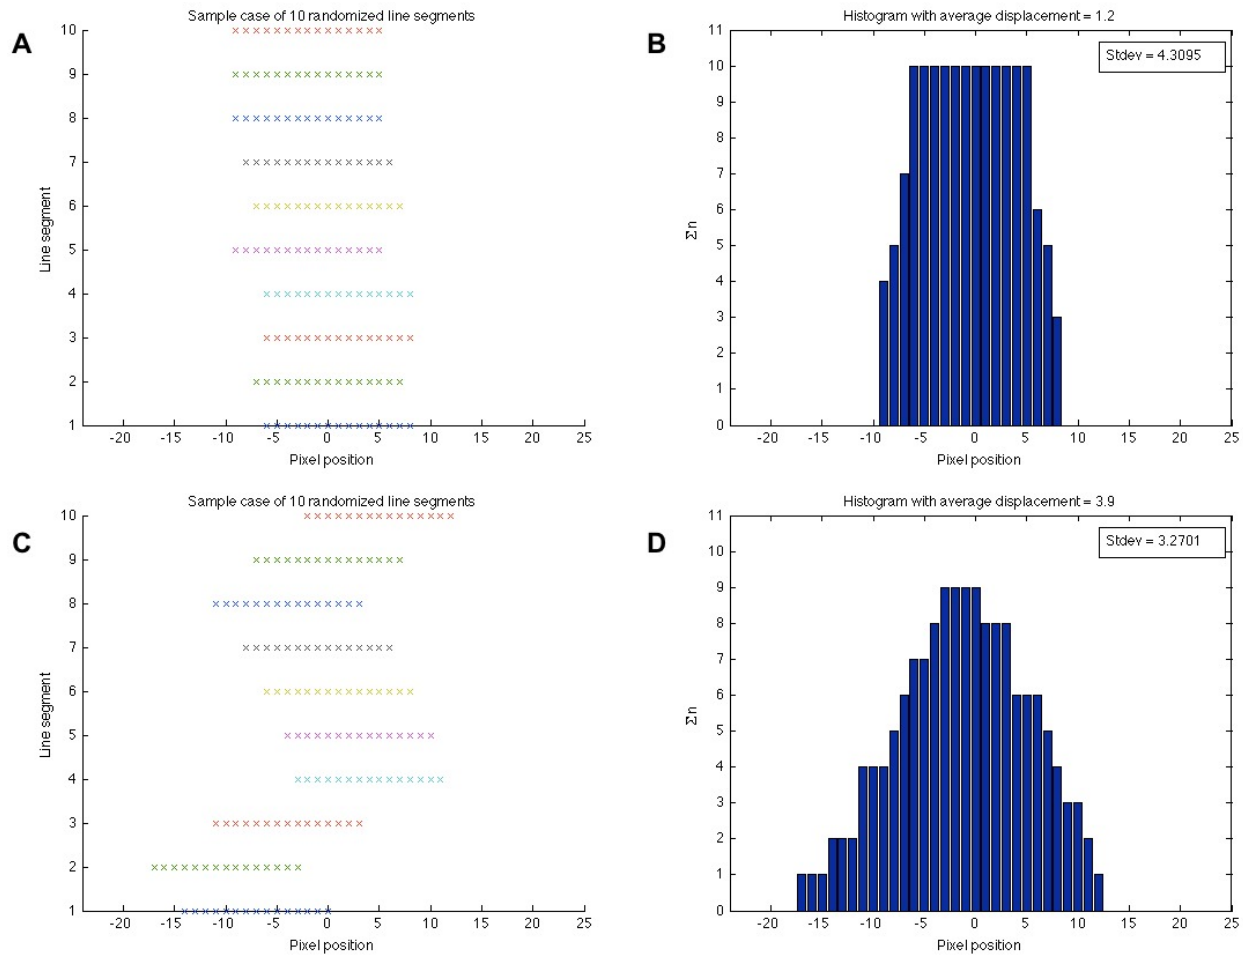 A
Sample case of 10 randomized line segments
10
9
8
7
6
5
4
3
2
1
-20 -15 -10 -5 0 5 10 15 20 25
Line segment
Pixel position
B
Histogram with average displacement = 1.2
Stdev = 4.3095
11
10
9
8
7
6
5
4
3
2
1
0
-20 -15 -10 -5 0 5 10 15 20 25
Σn
Pixel position
C
Sample case of 10 randomized line segments
10
9
8
7
6
5
4
3
2
1
-20 -15 -10 -5 0 5 10 15 20 25
Line segment
Pixel position
D
Histogram with average displacement = 3.9
Stdev = 3.2701
11
10
9
8
7
6
5
4
3
2
1
0
-20 -15 -10 -5 0 5 10 15 20 25
Σn
Pixel position